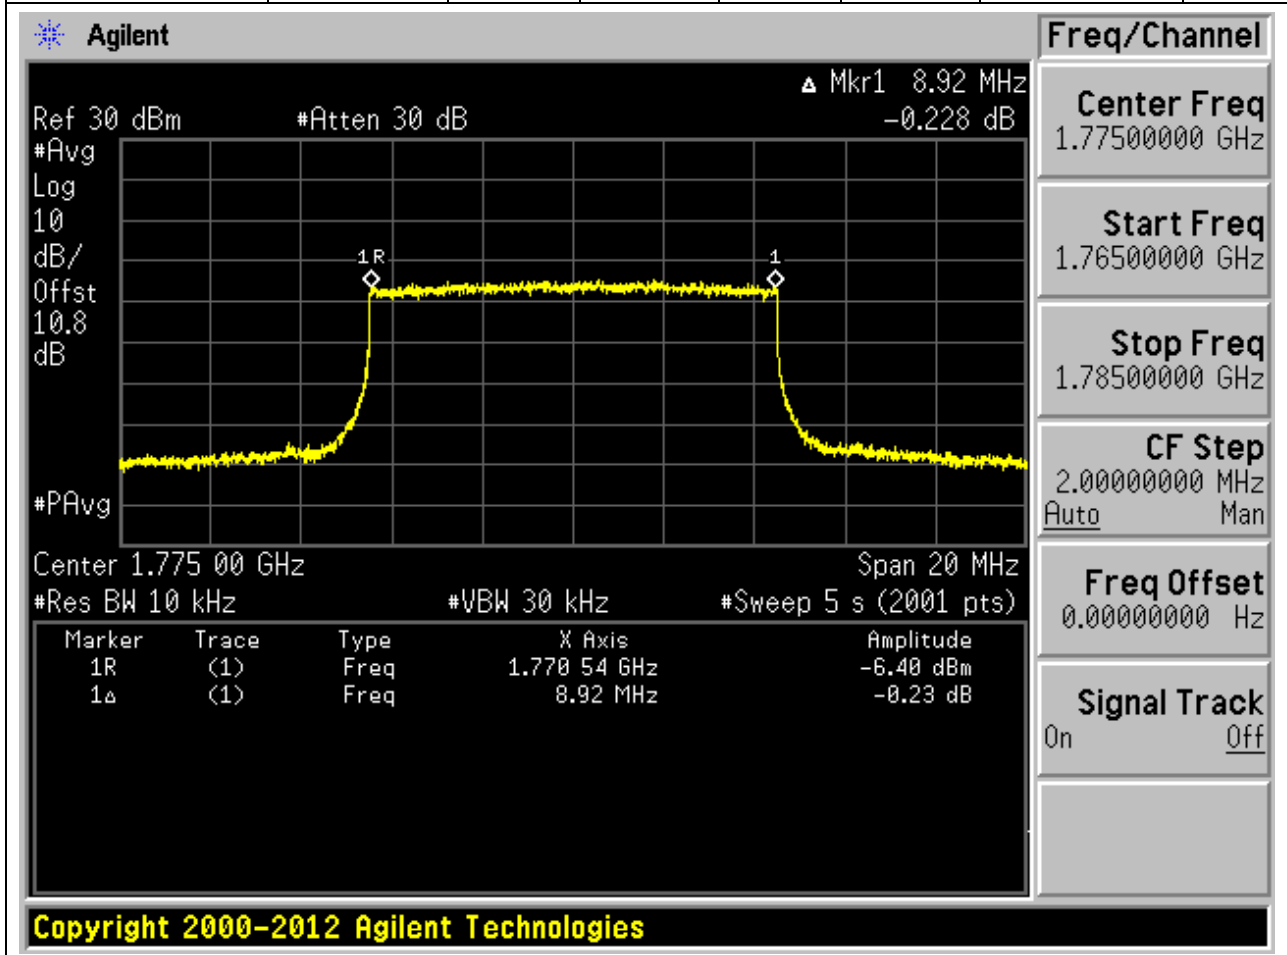 Agilent
Freq/Channel
▵ Mkr1 8.92 MHz
Ref 30 dBm #Atten 30 dB -0.228 dB
#Avg
Log
10
dB/
Offst
10.8
dB
1R
1
#PAvg
Center 1.775 00 GHz Span 20 MHz
#Res BW 10 kHz #VBW 30 kHz #Sweep 5 s (2001 pts)
Marker Trace Type X Axis Amplitude
1R (1) Freq 1.770 54 GHz -6.40 dBm
1▵ (1) Freq 8.92 MHz -0.23 dB
Center Freq
1.77500000 GHz
Start Freq
1.76500000 GHz
Stop Freq
1.78500000 GHz
CF Step
2.00000000 MHz
Auto Man
Freq Offset
0.00000000 Hz
Signal Track
On Off
Copyright 2000-2012 Agilent Technologies